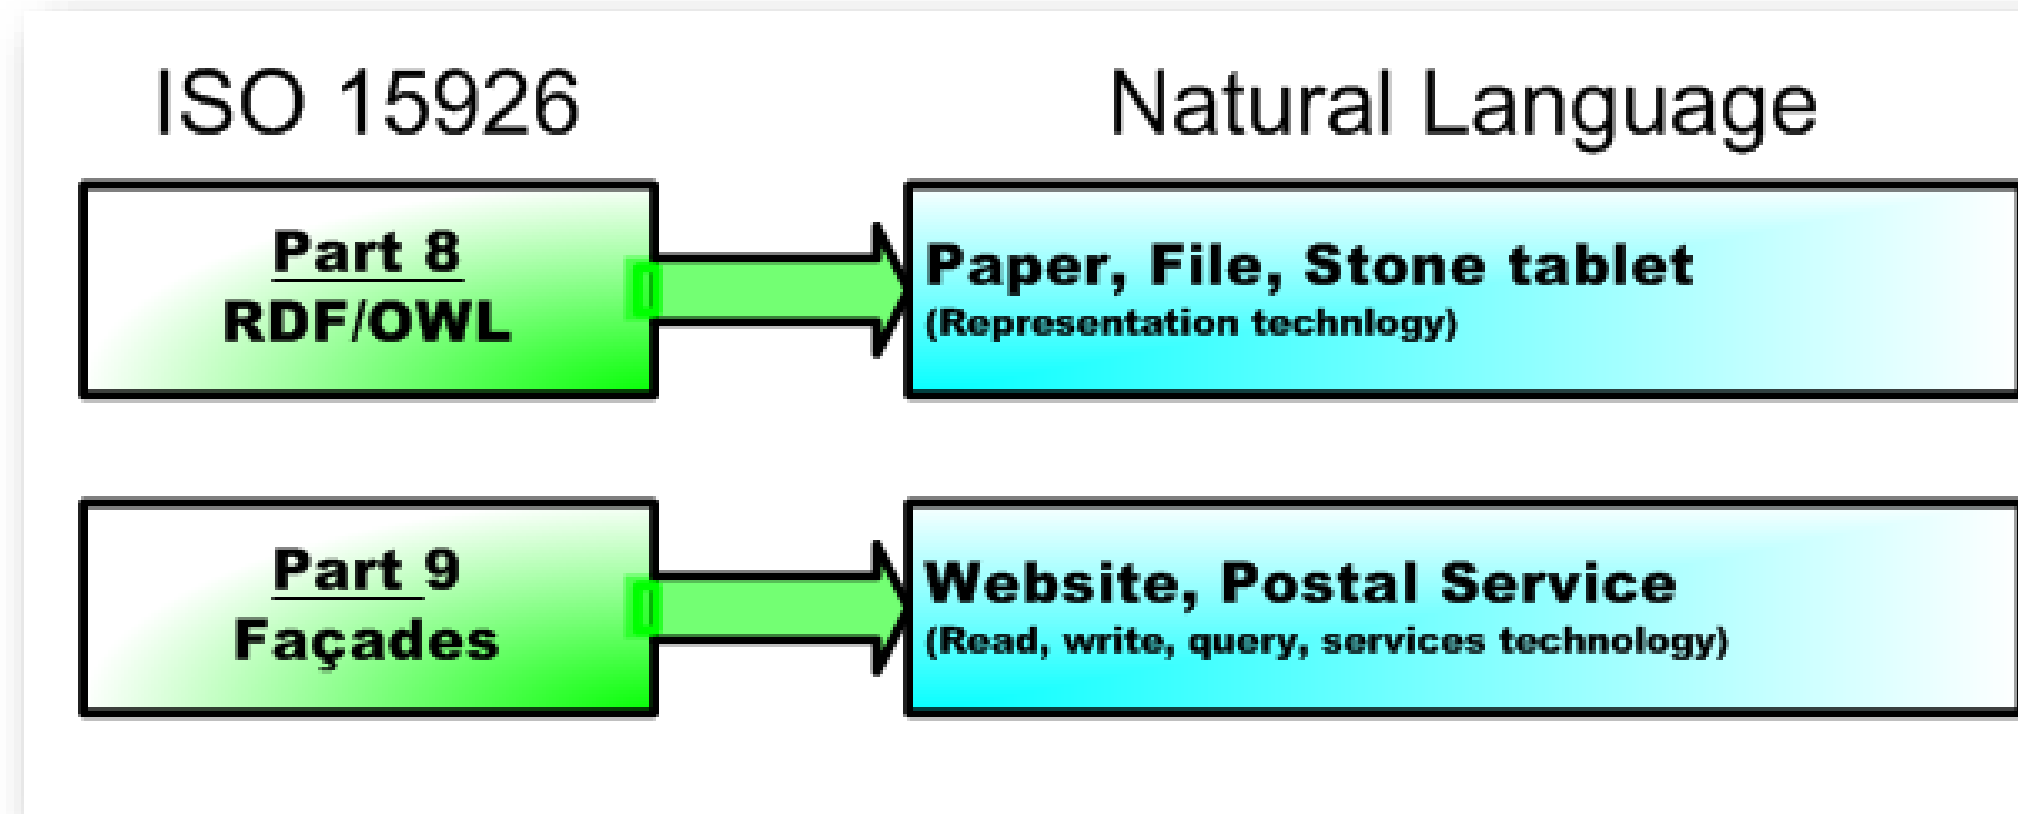 ISO 15926
Natural Language
Part 8
RDF/OWL
Paper, File, Stone tablet
(Representation technlogy)
Part 9
Façades
Website, Postal Service
(Read, write, query, services technology)